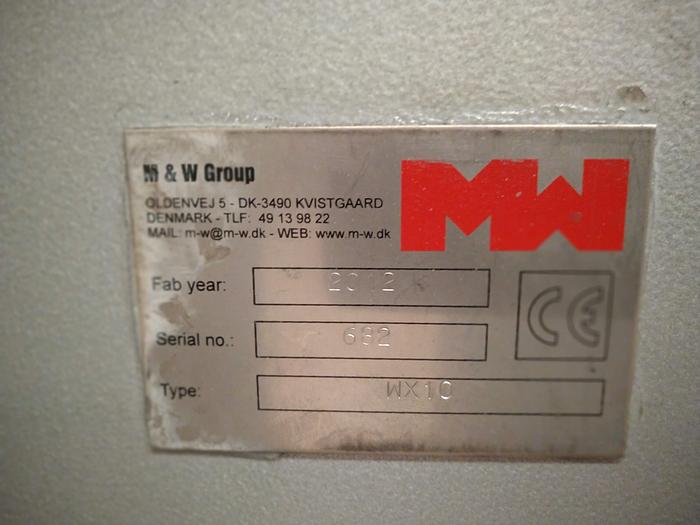 M & W Group
MW
OLDENVEJ 5 - DK-3490 KVISTGAARD
DENMARK - TLF: 49 13 98 22
MAIL: m-w@m-w.dk - WEB: www.m-w.dk
Fab year: 2012
Serial no.: 682
CE
Type: WX10